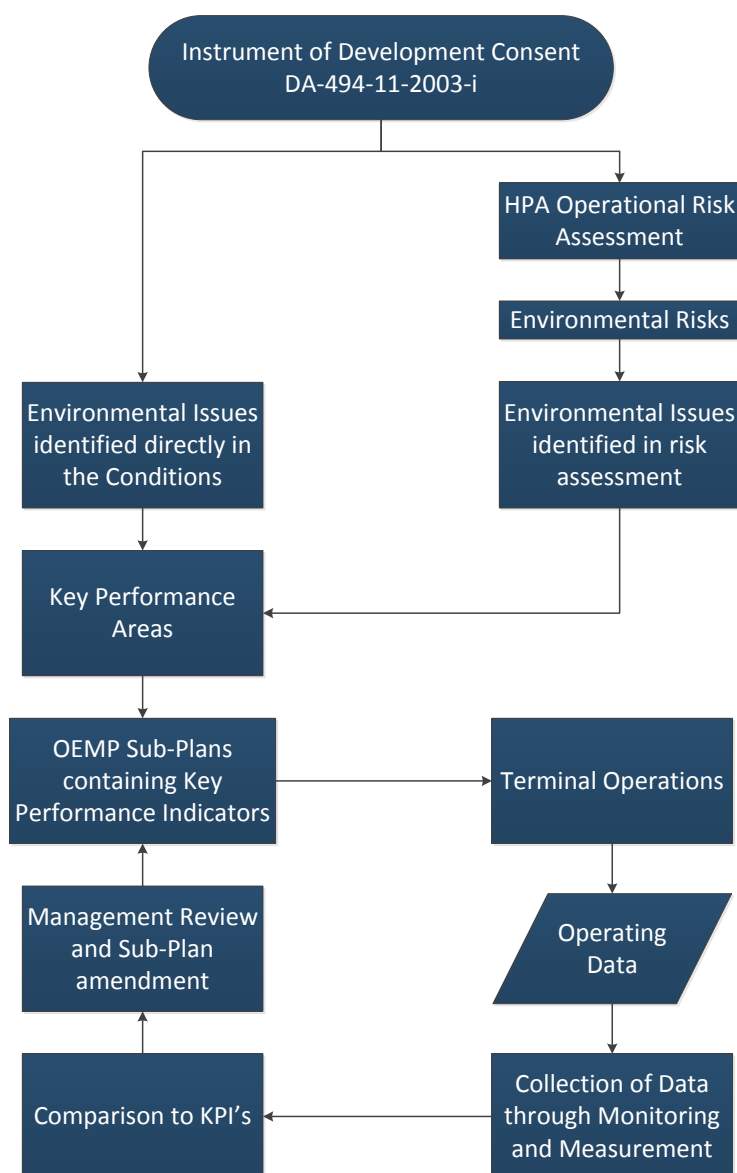 Instrument of Development Consent
DA-494-11-2003-i
HPA Operational Risk
Assessment
Environmental Risks
Environmental Issues
identified directly in
the Conditions
Environmental Issues
identified in risk
assessment
Key Performance
Areas
OEMP Sub-Plans
containing Key
Performance Indicators
Terminal Operations
Management Review
and Sub-Plan
amendment
Operating
Data
Comparison to KPI’s
Collection of Data
through Monitoring
and Measurement